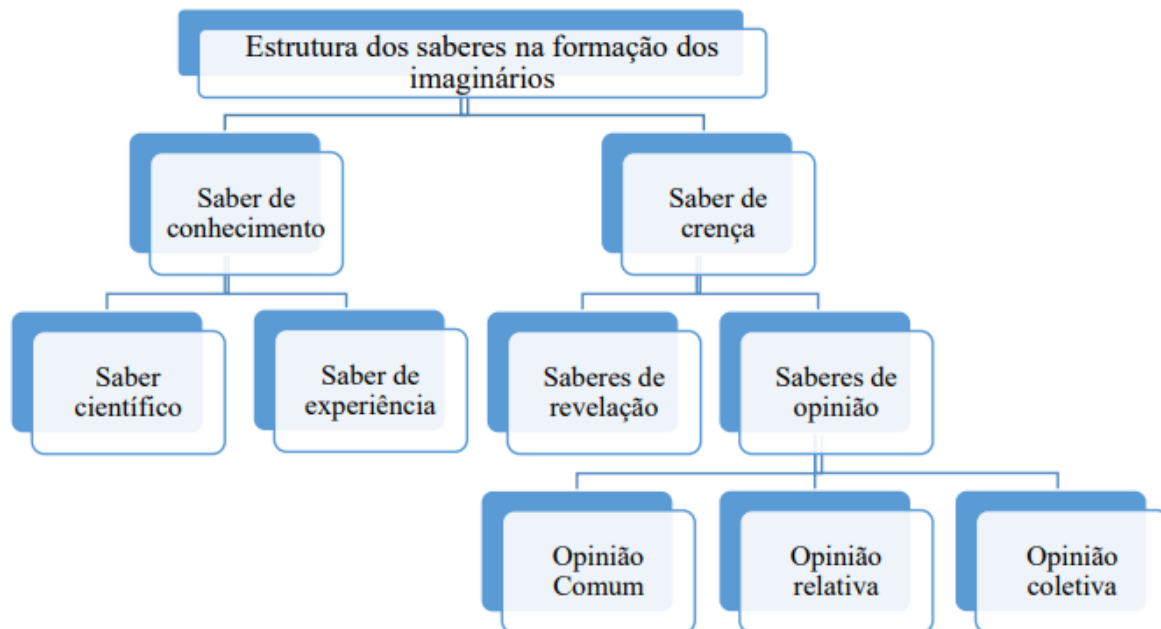 Estrutura dos saberes na formação dos
imaginários
Saber de
conhecimento
Saber de
crença
Saber
científico
Saber de
experiência
Saberes de
revelação
Saberes de
opinião
Opinião
Comum
Opinião
relativa
Opinião
coletiva